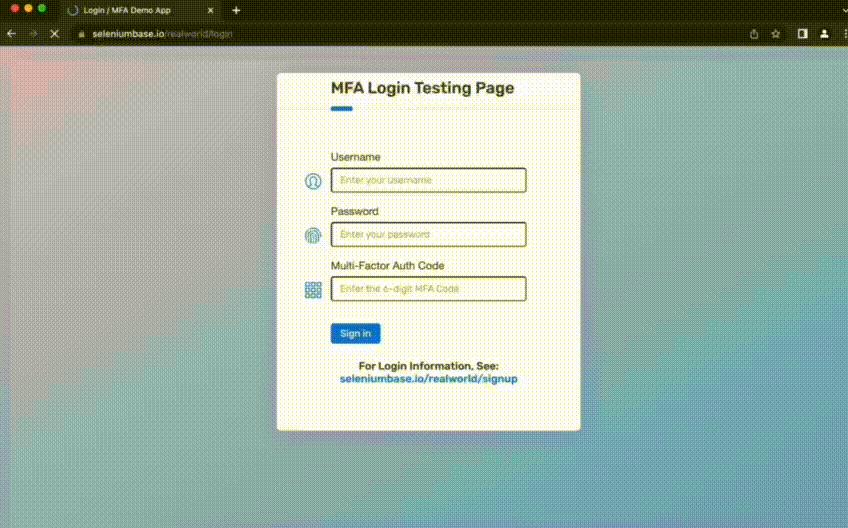 Login / MFA Demo App
seleniumbase.io/realworld/login
MFA Login Testing Page
Username
Enter your username
Password
Enter your password
Multi-Factor Auth Code
Enter the 6-digit MFA Code
Sign in
For Login Information, See:
seleniumbase.io/realworld/signup